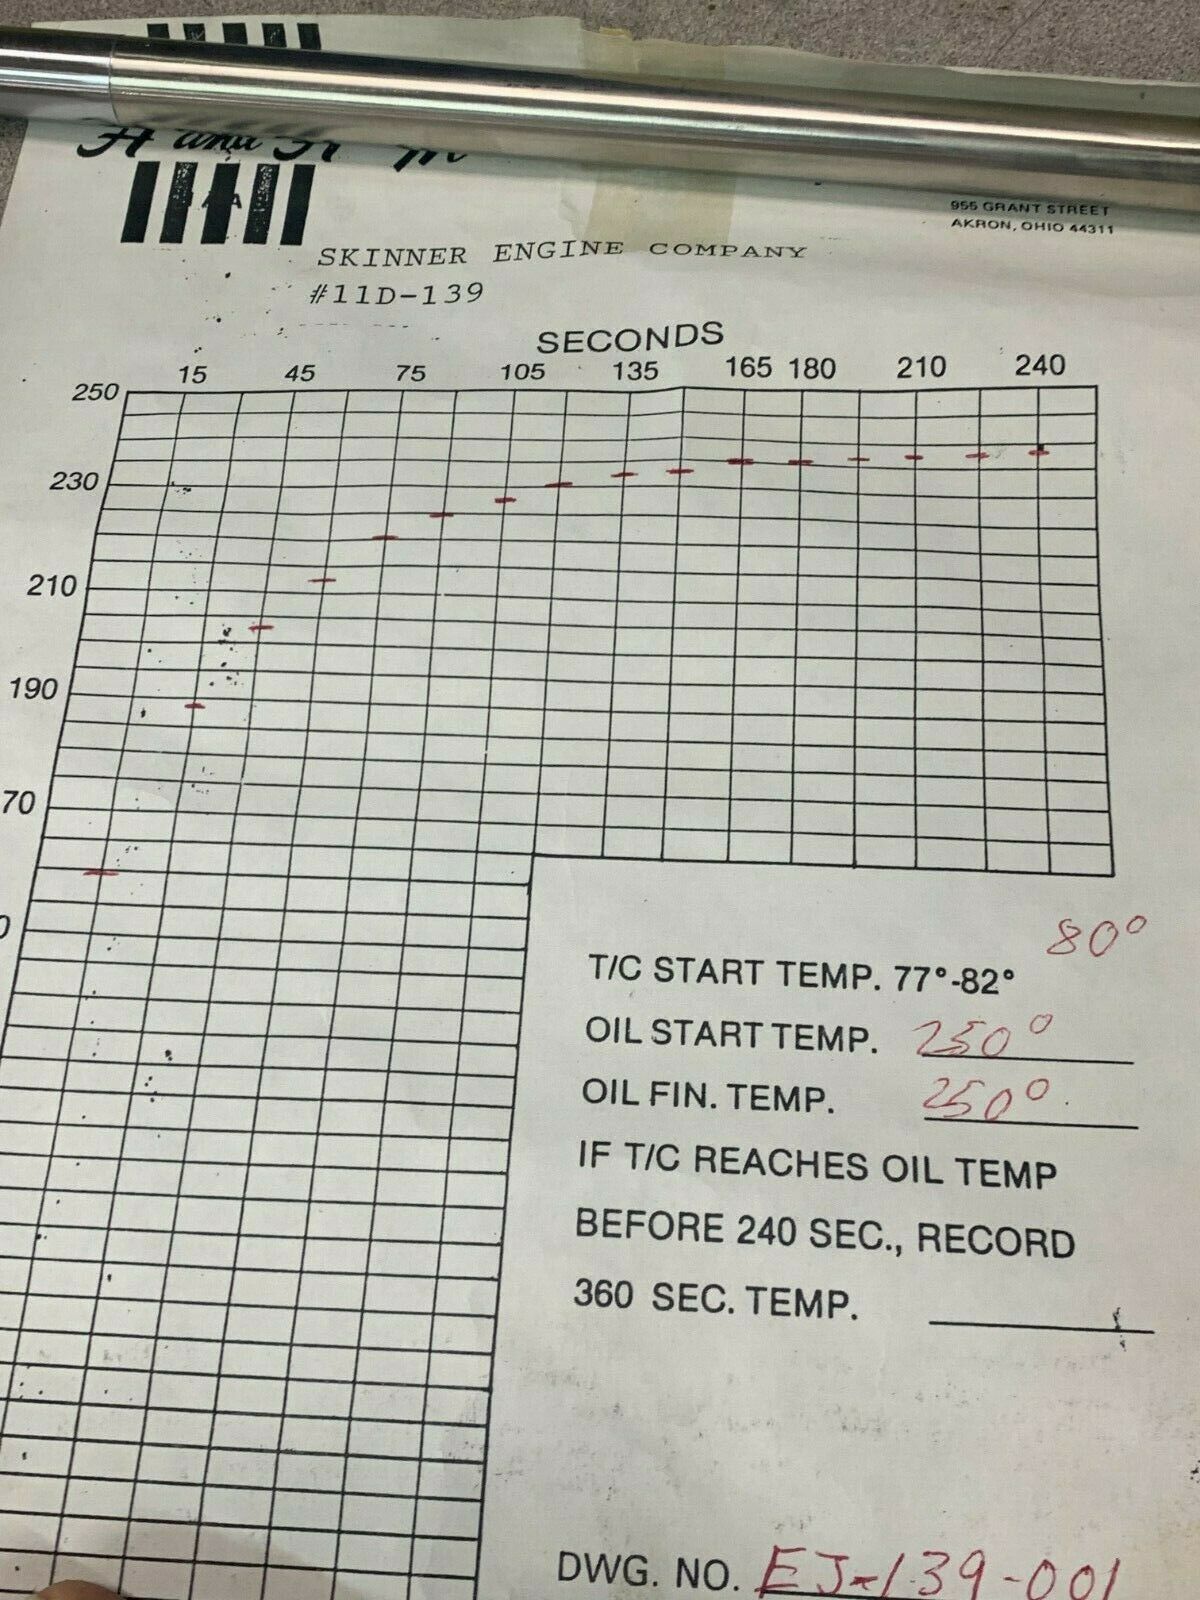 955 GRANT STREET
AKRON, OHIO 44311
SKINNER ENGINE COMPANY
#11D-139
SECONDS
15 45 75 105 135 165 180 210 240
250
230
210
190
70
0
80°
T/C START TEMP. 77°-82°
OIL START TEMP. 250°
OIL FIN. TEMP. 250°
IF T/C REACHES OIL TEMP
BEFORE 240 SEC., RECORD
360 SEC. TEMP.
DWG. NO. EJ-139-001